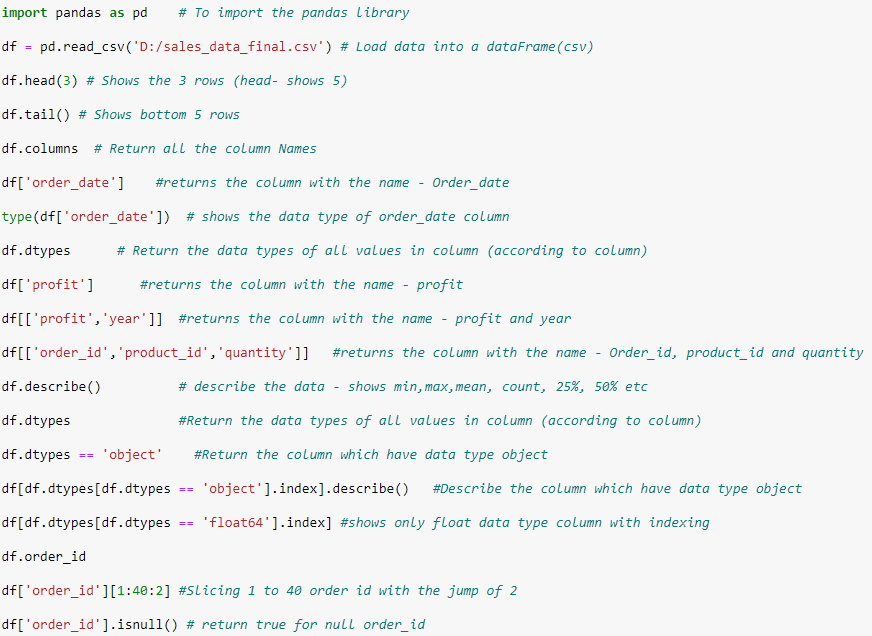 import pandas as pd    # To import the pandas library
df = pd.read_csv('D:/sales_data_final.csv') # Load data into a dataFrame(csv)
df.head(3) # Shows the 3 rows (head- shows 5)
df.tail() # Shows bottom 5 rows
df.columns  # Return all the column Names
df['order_date']    #returns the column with the name - Order_date
type(df['order_date'])  # shows the data type of order_date column
df.dtypes      # Return the data types of all values in column (according to column)
df['profit']      #returns the column with the name - profit
df[['profit','year']]  #returns the column with the name - profit and year
df[['order_id','product_id','quantity']]   #returns the column with the name - Order_id, product_id and quantity
df.describe()          # describe the data - shows min,max,mean, count, 25%, 50% etc
df.dtypes              #Return the data types of all values in column (according to column)
df.dtypes == 'object'    #Return the column which have data type object
df[df.dtypes[df.dtypes == 'object'].index].describe()   #Describe the column which have data type object
df[df.dtypes[df.dtypes == 'float64'].index] #shows only float data type column with indexing
df.order_id
df['order_id'][1:40:2] #Slicing 1 to 40 order id with the jump of 2
df['order_id'].isnull() # return true for null order_id